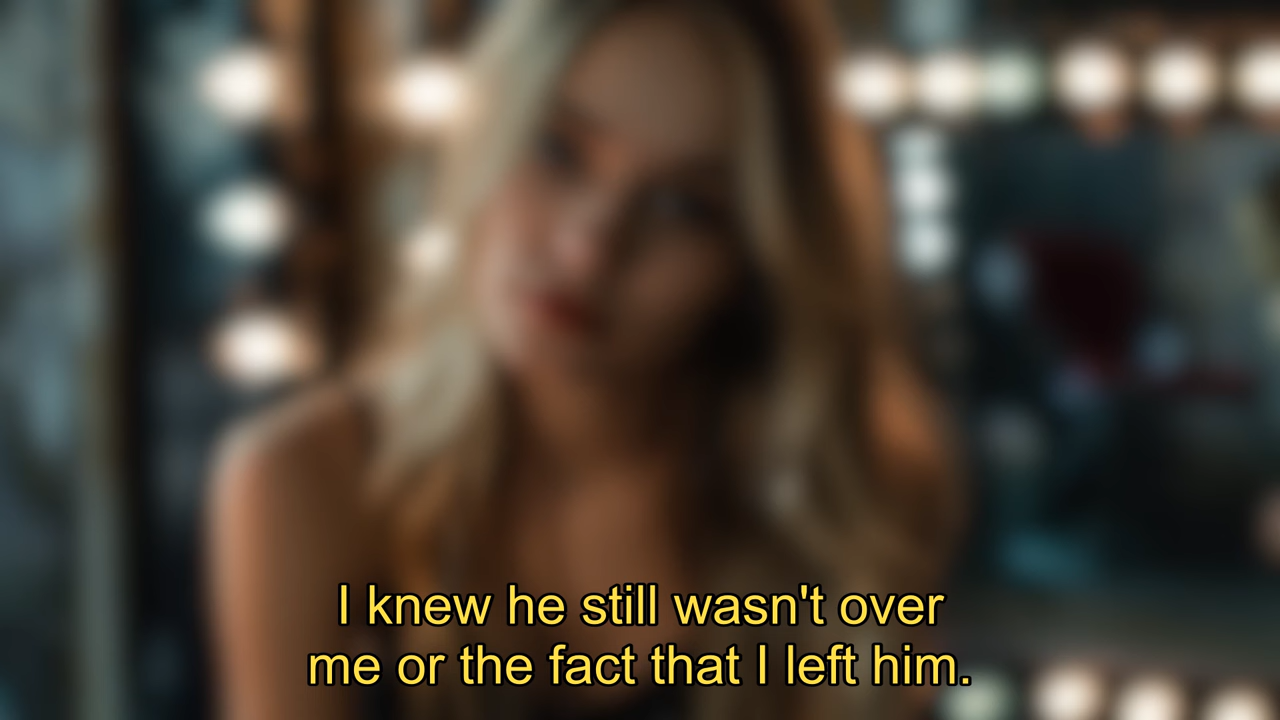 I knew he still wasn't over
me or the fact that I left him.